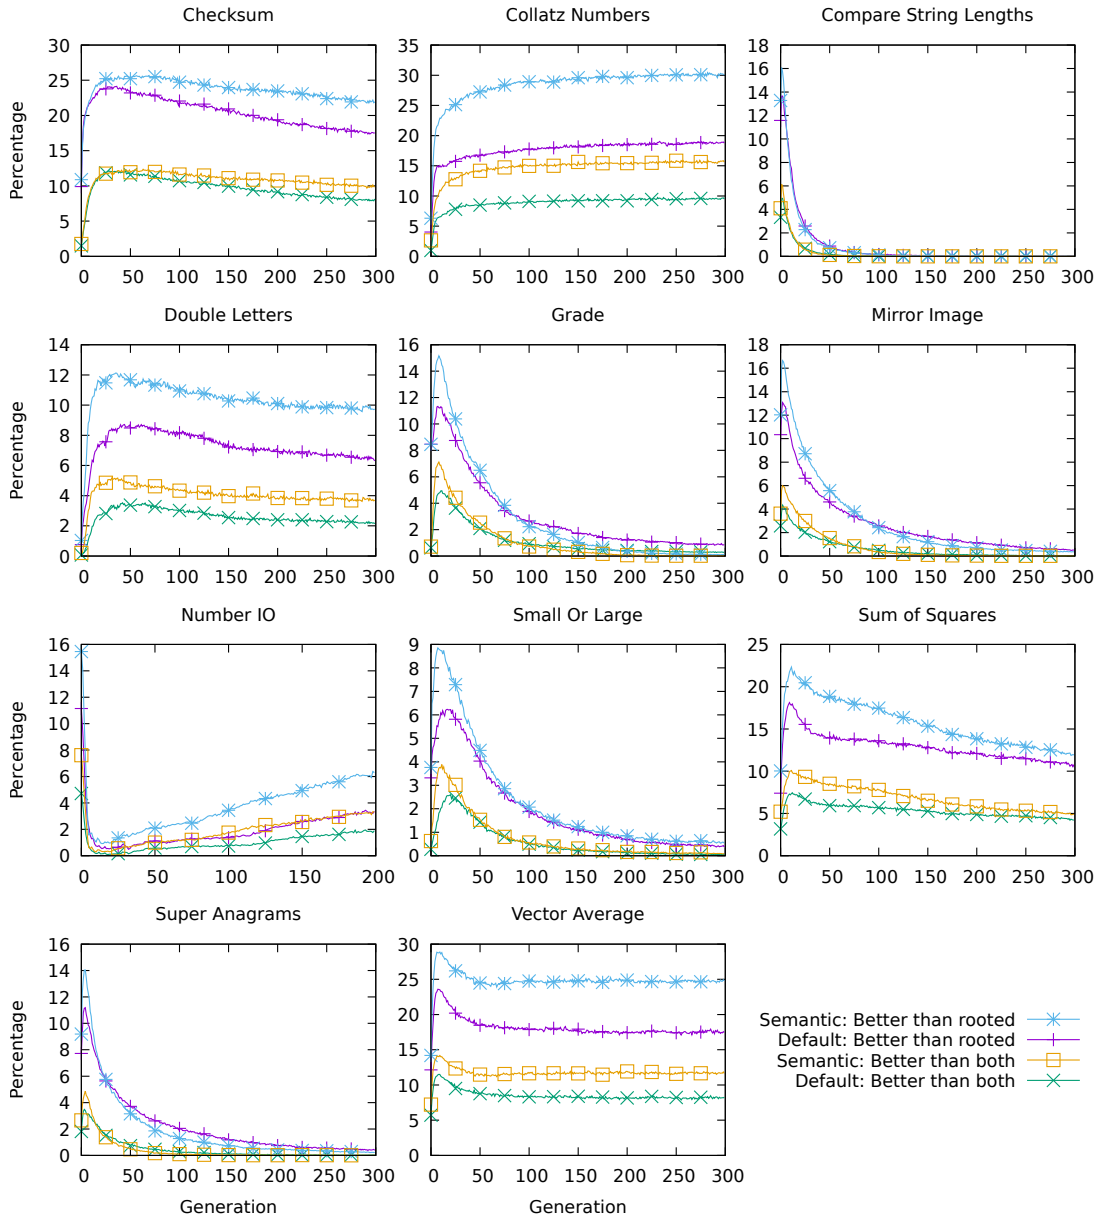 Checksum
Collatz Numbers
Compare String Lengths
Percentage
30
25
20
15
10
5
0
0 50 100 150 200 250 300
35
30
25
20
15
10
5
0
0 50 100 150 200 250 300
18
16
14
12
10
8
6
4
2
0
0 50 100 150 200 250 300
Double Letters
Grade
Mirror Image
Percentage
14
12
10
8
6
4
2
0
0 50 100 150 200 250 300
16
14
12
10
8
6
4
2
0
0 50 100 150 200 250 300
18
16
14
12
10
8
6
4
2
0
0 50 100 150 200 250 300
Number IO
Small Or Large
Sum of Squares
Percentage
16
14
12
10
8
6
4
2
0
0 50 100 150 200
9
8
7
6
5
4
3
2
1
0
0 50 100 150 200 250 300
25
20
15
10
5
0
0 50 100 150 200 250 300
Super Anagrams
Vector Average
Percentage
16
14
12
10
8
6
4
2
0
0 50 100 150 200 250 300
Generation
30
25
20
15
10
5
0
0 50 100 150 200 250 300
Generation
Semantic: Better than rooted
Default: Better than rooted
Semantic: Better than both
Default: Better than both